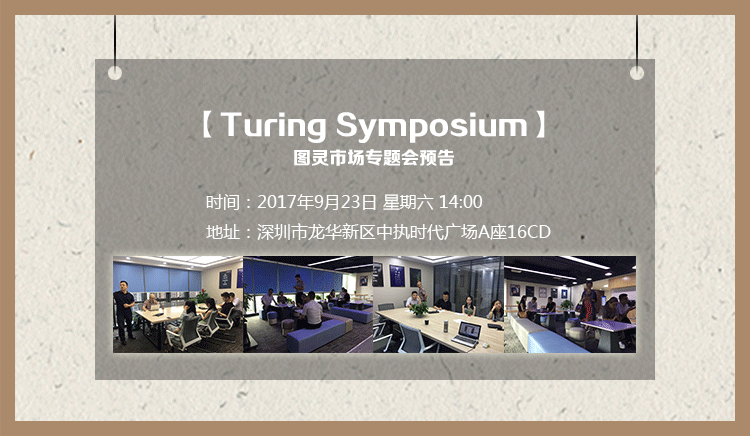 【Turing Symposium】
图灵市场专题会预告
时间：2017年9月23日 星期六 14:00
地址：深圳市龙华新区中执时代广场A座16CD